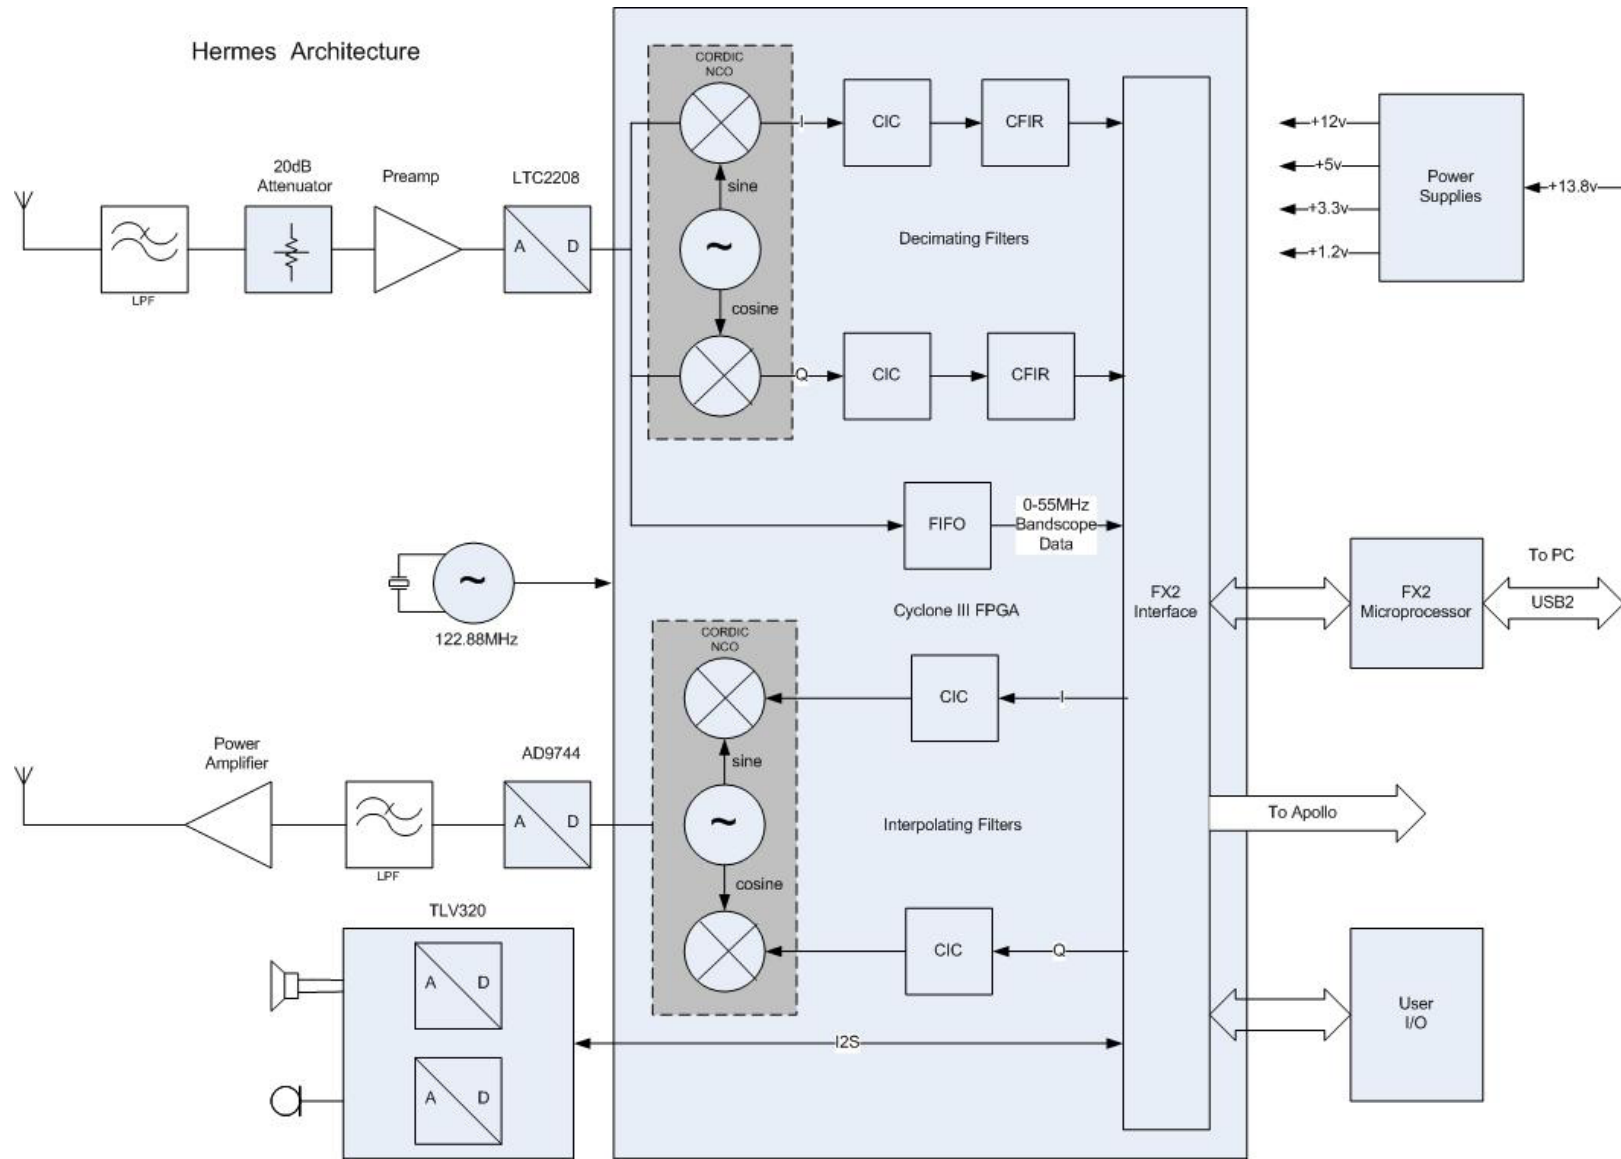 Hermes Architecture
CORDIC
NCO
I
CIC
CFIR
sine
cosine
Q
CIC
CFIR
Decimating Filters
20dB
Attenuator
Preamp
LTC2208
A
D
LPF
+12v
+5v
+3.3v
+1.2v
Power
Supplies
+13.8v
FIFO
0-55MHz
Bandscope
Data
122.88MHz
Cyclone III FPGA
FX2
Interface
FX2
Microprocessor
To PC
USB2
CORDIC
NCO
CIC
I
sine
cosine
Interpolating Filters
CIC
Q
Power
Amplifier
AD9744
A
D
LPF
To Apollo
TLV320
A
D
A
D
I2S
User
I/O